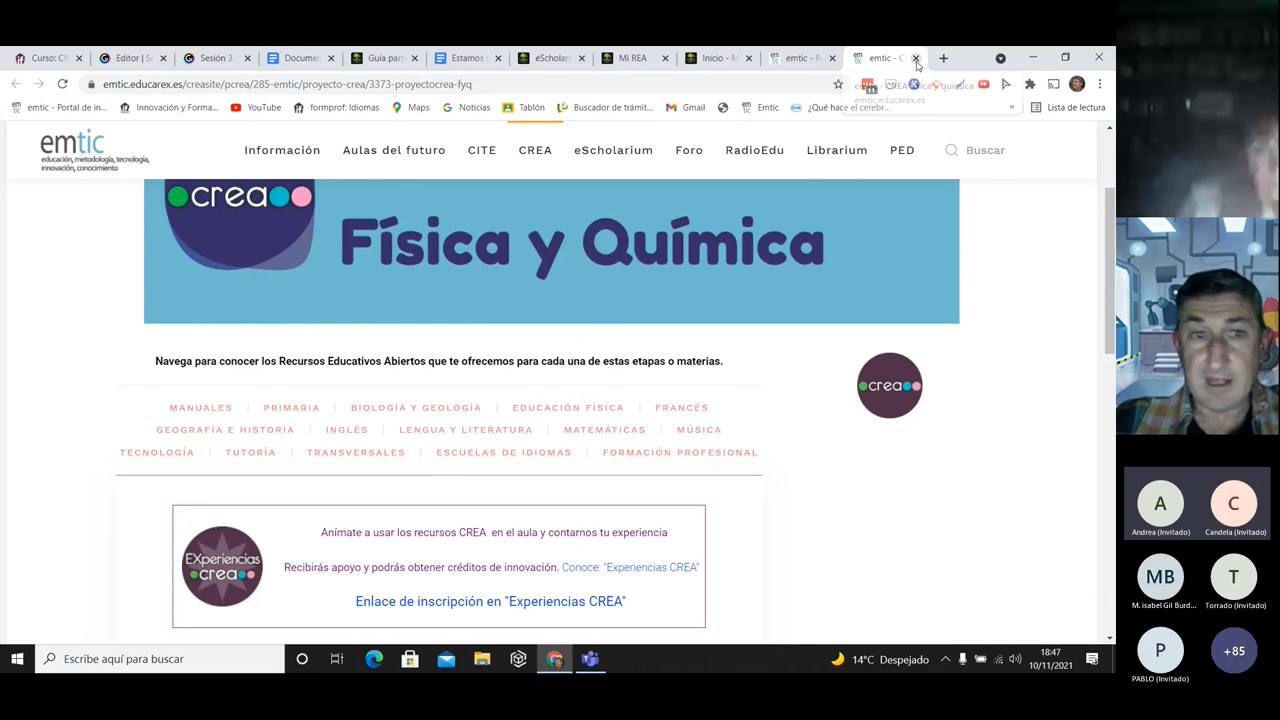 Curso: CR
Editor | S
Sesión 3.
Documen
Guía part
Estamos
eScholari
Mi REA
Inicio - M
emtic - R
emtic - C
emtic.educarex.es/creasite/pcrea/285-emtic/proyecto-crea/3373-proyectocrea-fyq
emtic.educarex.es
emtic - Portal de in...
Innovación y Forma...
YouTube
formprof: Idiomas
Maps
Noticias
Tablón
Buscador de trámit...
Gmail
Emtic
¿Qué hace el cerebr...
»
Lista de lectura
emtic
educación, metodología, tecnología,
innovación, conocimiento
Información
Aulas del futuro
CITE
CREA
eScholarium
Foro
RadioEdu
Librarium
PED
Buscar
crea
Física y Química
Navega para conocer los Recursos Educativos Abiertos que te ofrecemos para cada una de estas etapas o materias.
crea
MANUALES | PRIMARIA | BIOLOGÍA Y GEOLOGÍA | EDUCACIÓN FÍSICA | FRANCÉS
GEOGRAFÍA E HISTORIA | INGLÉS | LENGUA Y LITERATURA | MATEMÁTICAS | MÚSICA
TECNOLOGÍA | TUTORÍA | TRANSVERSALES | ESCUELAS DE IDIOMAS | FORMACIÓN PROFESIONAL
EXperiencias
crea
Anímate a usar los recursos CREA en el aula y contarnos tu experiencia
Recibirás apoyo y podrás obtener créditos de innovación. Conoce: "Experiencias CREA"
Enlace de inscripción en "Experiencias CREA"
A
Andrea (Invitado)
C
Candela (Invitado)
MB
M. isabel Gil Burd...
T
Torrado (Invitado)
P
PABLO (Invitado)
+85
Escribe aquí para buscar
14°C Despejado
18:47
10/11/2021